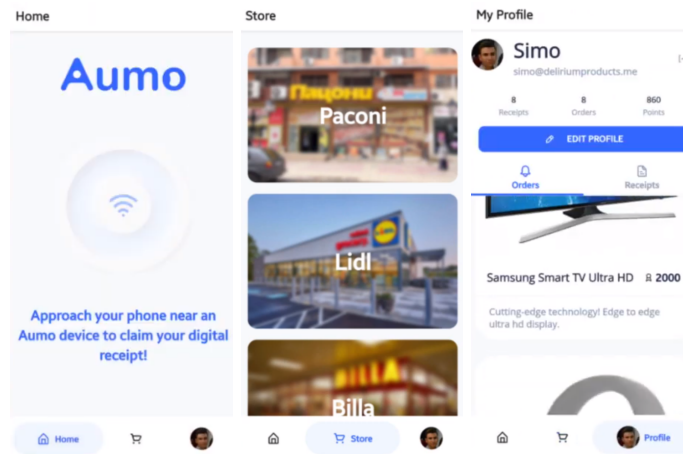 Home
Aumo
Approach your phone near an
Aumo device to claim your digital
receipt!
Home
Store
Пацони
Paconi
Lidl
BILLA
Billa
Store
My Profile
Simo
simo@deliriumproducts.me
8
8
860
Receipts
Orders
Points
EDIT PROFILE
Orders
Receipts
Samsung Smart TV Ultra HD
2000
Cutting-edge technology! Edge to edge
ultra hd display.
Profile